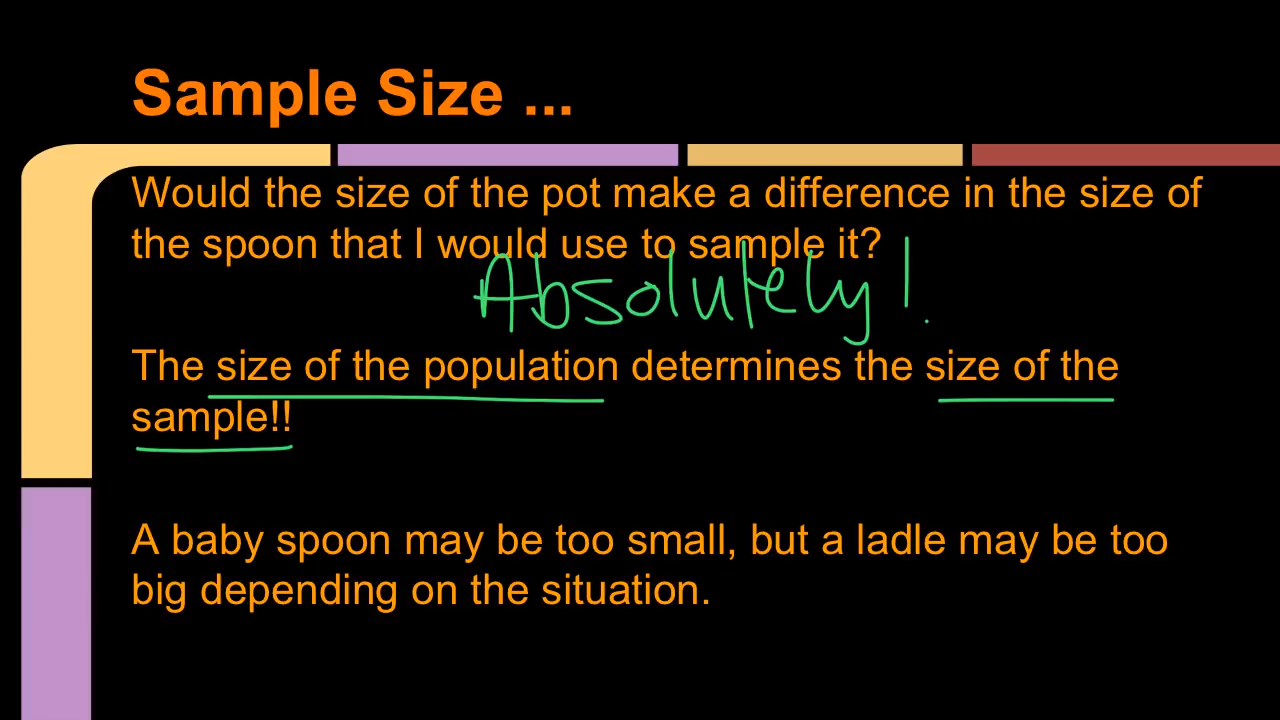 Sample Size ...
Would the size of the pot make a difference in the size of
the spoon that I would use to sample it?
Absolutely!
The size of the population determines the size of the
sample!!
A baby spoon may be too small, but a ladle may be too
big depending on the situation.